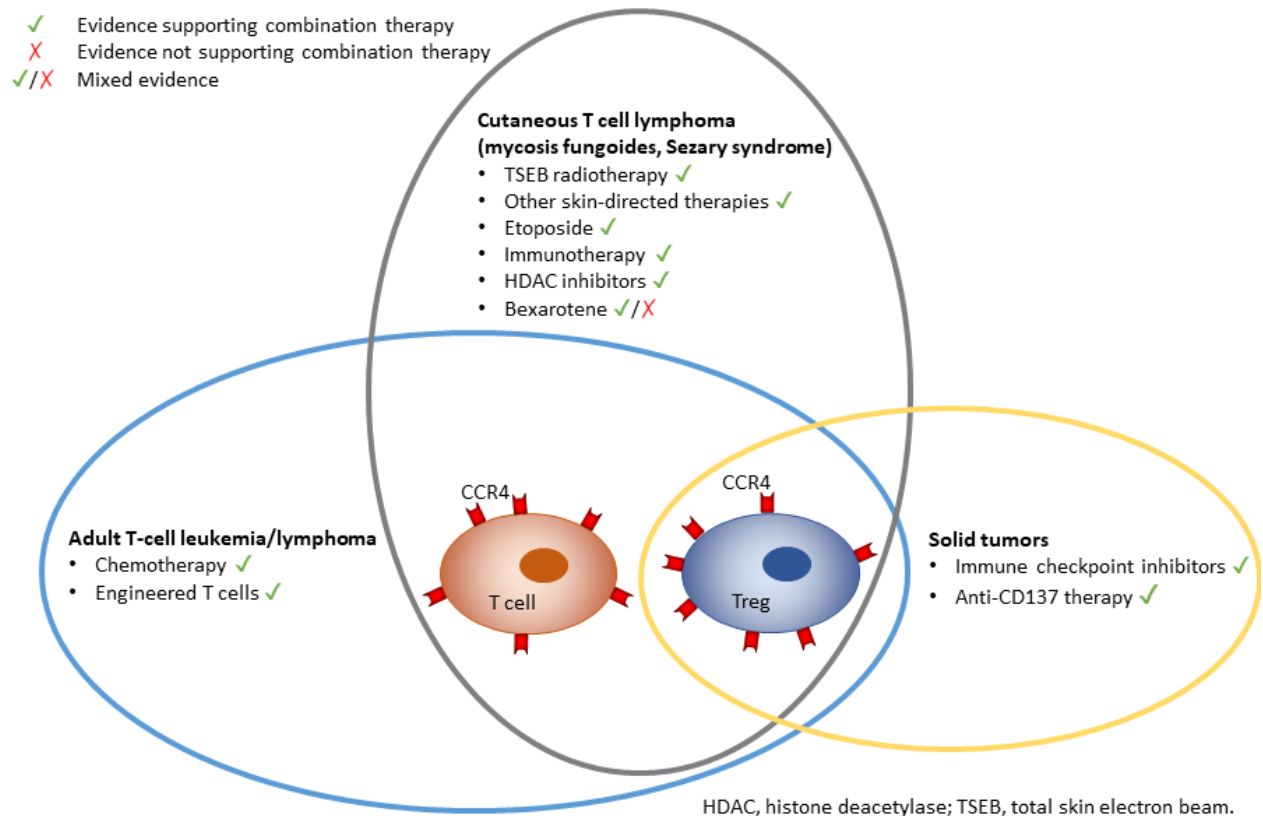 ✓ Evidence supporting combination therapy
✗ Evidence not supporting combination therapy
✓/✗ Mixed evidence
Cutaneous T cell lymphoma
(mycosis fungoides, Sezary syndrome)
• TSEB radiotherapy ✓
• Other skin-directed therapies ✓
• Etoposide ✓
• Immunotherapy ✓
• HDAC inhibitors ✓
• Bexarotene ✓/✗
Adult T-cell leukemia/lymphoma
• Chemotherapy ✓
• Engineered T cells ✓
CCR4
T cell
CCR4
Treg
Solid tumors
• Immune checkpoint inhibitors ✓
• Anti-CD137 therapy ✓
HDAC, histone deacetylase; TSEB, total skin electron beam.